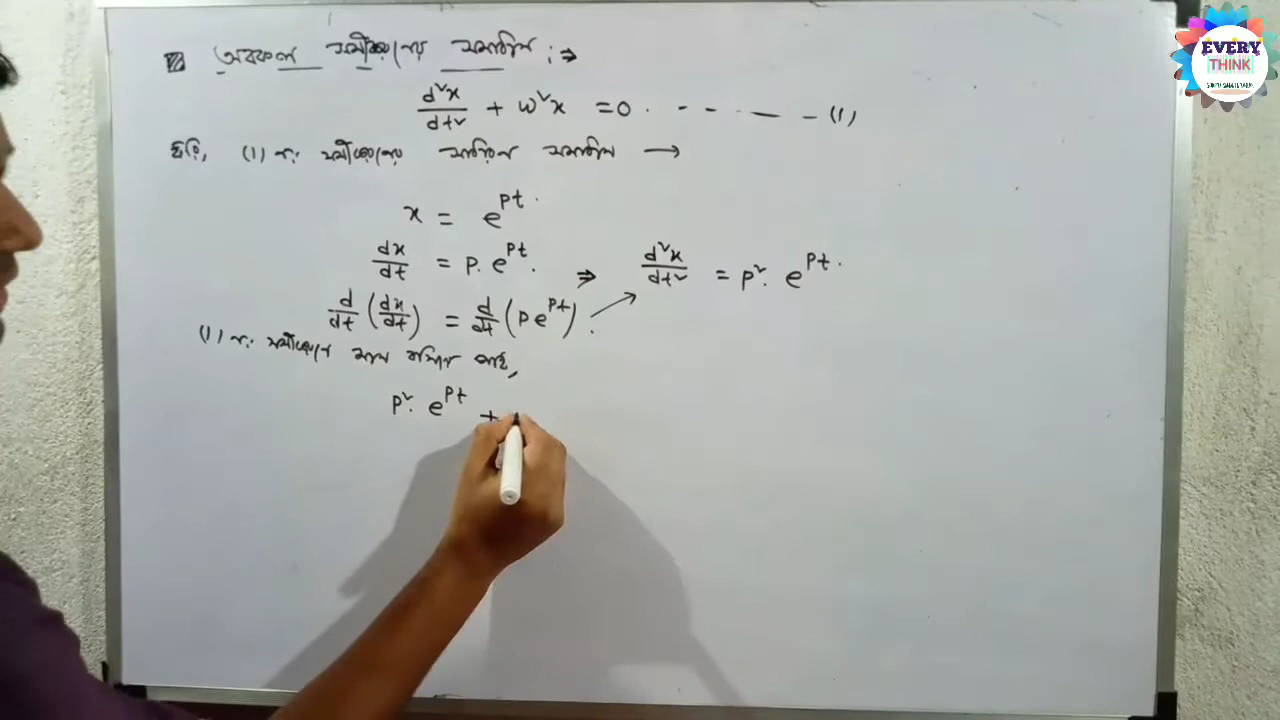 অবকল সমীকরণের সমাধান :⇒
d²x/dt² + ω²x = 0 . - - - - - (1)
ধরি, (1) নং সমীকরণের সাধারণ সমাধান →
x = e^pt .
dx/dt = p. e^pt . ⇒ d²x/dt² = p². e^pt .
d/dt (dx/dt) = d/dt (pe^pt) .
(1) নং সমীকরণে মান বসিয়ে পাই,
p². e^pt +
EVERY
THINK